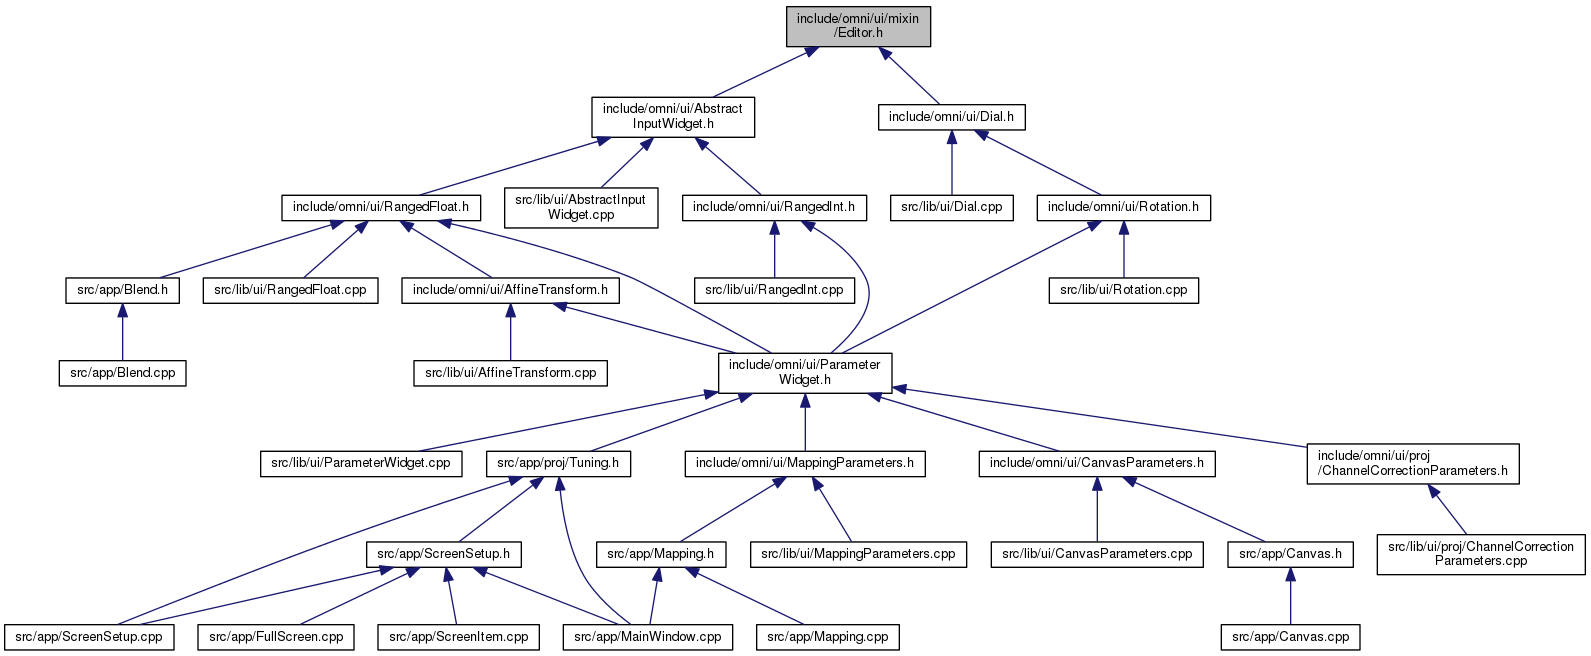 include/omni/ui/mixin
/Editor.h
include/omni/ui/Abstract
InputWidget.h
include/omni/ui/Dial.h
include/omni/ui/RangedFloat.h
src/lib/ui/AbstractInput
Widget.cpp
include/omni/ui/RangedInt.h
src/lib/ui/Dial.cpp
include/omni/ui/Rotation.h
src/app/Blend.h
src/lib/ui/RangedFloat.cpp
include/omni/ui/AffineTransform.h
src/lib/ui/RangedInt.cpp
src/lib/ui/Rotation.cpp
src/app/Blend.cpp
src/lib/ui/AffineTransform.cpp
include/omni/ui/Parameter
Widget.h
src/lib/ui/ParameterWidget.cpp
src/app/proj/Tuning.h
include/omni/ui/MappingParameters.h
include/omni/ui/CanvasParameters.h
include/omni/ui/proj
/ChannelCorrectionParameters.h
src/app/ScreenSetup.h
src/app/Mapping.h
src/lib/ui/MappingParameters.cpp
src/lib/ui/CanvasParameters.cpp
src/app/Canvas.h
src/lib/ui/proj/ChannelCorrection
Parameters.cpp
src/app/ScreenSetup.cpp
src/app/FullScreen.cpp
src/app/ScreenItem.cpp
src/app/MainWindow.cpp
src/app/Mapping.cpp
src/app/Canvas.cpp